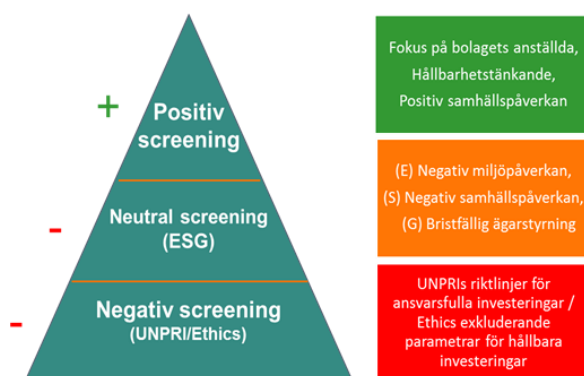 +
Positiv
screening
-
Neutral screening
(ESG)
-
Negativ screening
(UNPRI/Ethics)
Fokus på bolagets anställda,
Hållbarhetstänkande,
Positiv samhällspåverkan
(E) Negativ miljöpåverkan,
(S) Negativ samhällspåverkan,
(G) Bristfällig ägarstyrning
UNPRIs riktlinjer för
ansvarsfulla investeringar /
Ethics exkluderande
parametrar för hållbara
investeringar